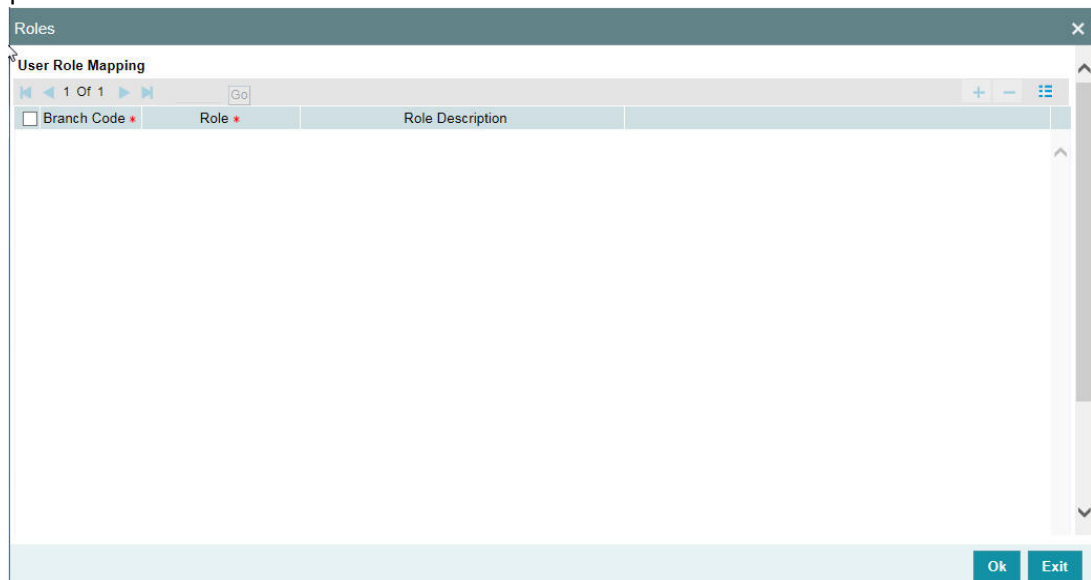 Roles
User Role Mapping
1 Of 1 Go
Branch Code * Role * Role Description
Ok Exit